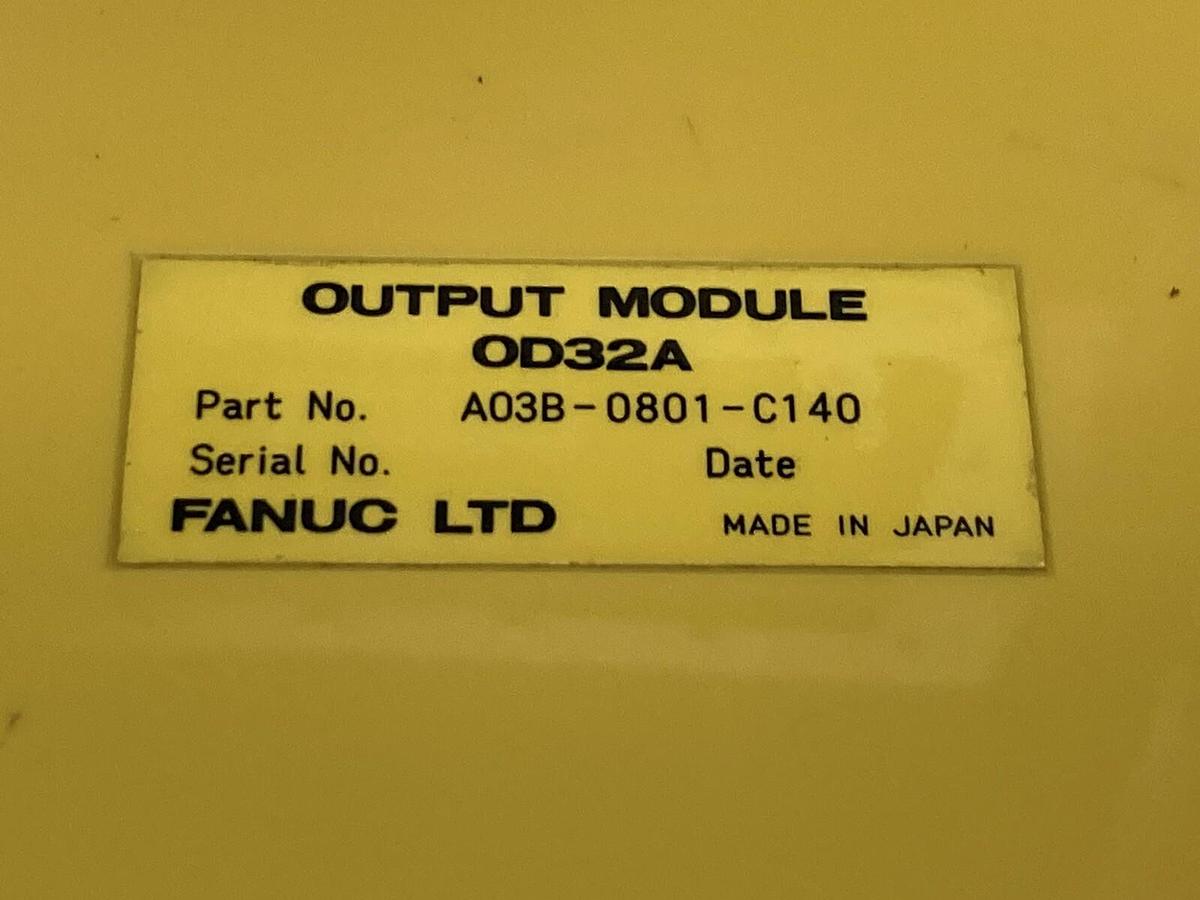 OUTPUT MODULE
OD32A
Part No. A03B-0801-C140
Serial No. Date
FANUC LTD MADE IN JAPAN